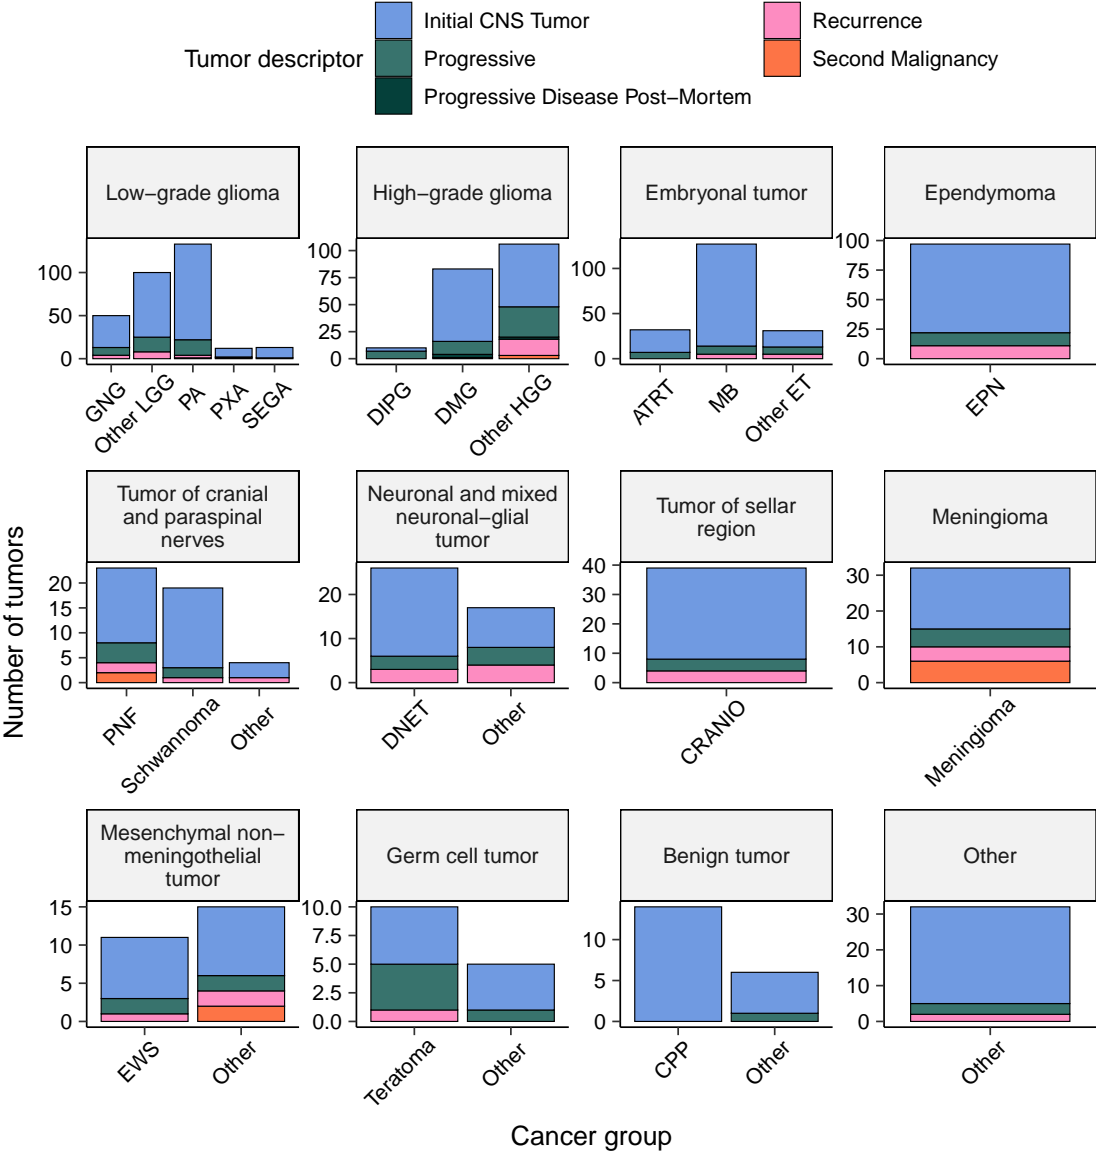 Tumor descriptor
Initial CNS Tumor
Progressive
Progressive Disease Post−Mortem
Recurrence
Second Malignancy
Number of tumors
Low−grade glioma
100
50
0
GNG
Other LGG
PA
PXA
SEGA
High−grade glioma
100
75
50
25
0
DIPG
DMG
Other HGG
Embryonal tumor
100
50
0
ATRT
MB
Other ET
Ependymoma
100
75
50
25
0
EPN
Tumor of cranial
and paraspinal
nerves
20
15
10
5
0
PNF
Schwannoma
Other
Neuronal and mixed
neuronal−glial
tumor
20
10
0
DNET
Other
Tumor of sellar
region
40
30
20
10
0
CRANIO
Meningioma
30
20
10
0
Meningioma
Mesenchymal non−
meningothelial
tumor
15
10
5
0
EWS
Other
Germ cell tumor
10.0
7.5
5.0
2.5
0.0
Teratoma
Other
Benign tumor
10
5
0
CPP
Other
Other
30
20
10
0
Other
Cancer group